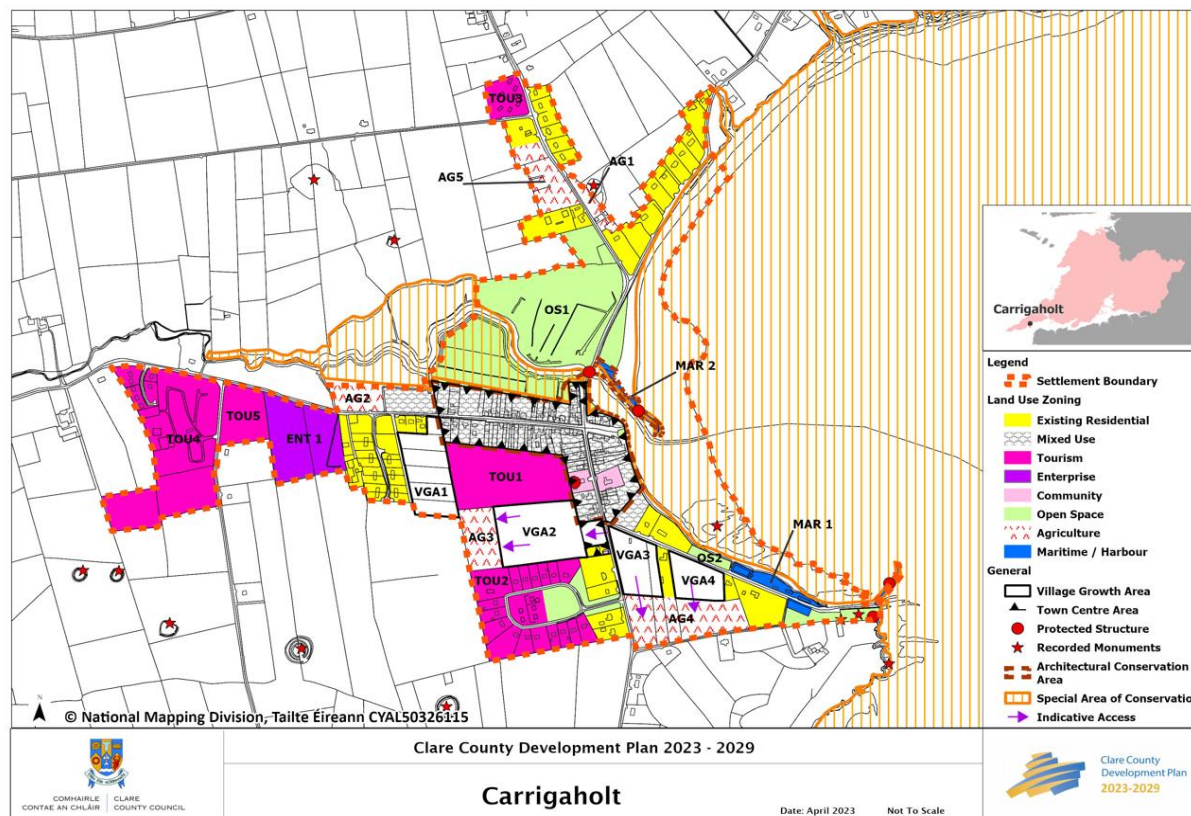 TOU3
AG1
AG5
OS1
MAR 2
AG2
TOU5
TOU4
ENT 1
TOU1
VGA1
MAR 1
AG3
VGA2
VGA3
OS2
TOU2
VGA4
AG4
N
© National Mapping Division, Tailte Éireann CYAL50326115
Carrigaholt
Legend
Settlement Boundary
Land Use Zoning
Existing Residential
Mixed Use
Tourism
Enterprise
Community
Open Space
Agriculture
Maritime / Harbour
General
Village Growth Area
Town Centre Area
Protected Structure
Recorded Monuments
Architectural Conservation
Area
Special Area of Conservation
Indicative Access
COMHAIRLE
CONTAE AN CHLÁIR
CLARE
COUNTY COUNCIL
Clare County Development Plan 2023 - 2029
Carrigaholt
Date: April 2023
Not To Scale
Clare County
Development Plan
2023-2029